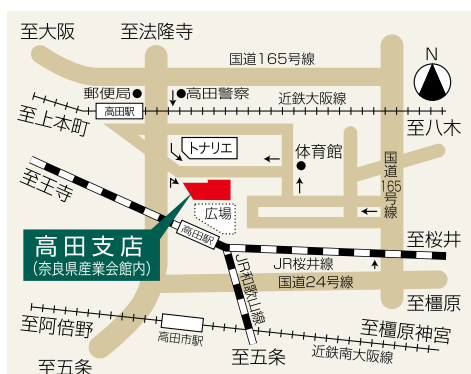 至大阪
至法隆寺
国道165号線
N
郵便局
高田警察
高田駅
近鉄大阪線
至上本町
至八木
トナリエ
体育館
国道165号線
至王寺
広場
高田支店
(奈良県産業会館内)
高田駅
至桜井
JR桜井線
JR和歌山線
国道24号線
至橿原
至阿倍野
高田市駅
至橿原神宮
近鉄南大阪線
至五条
至五条